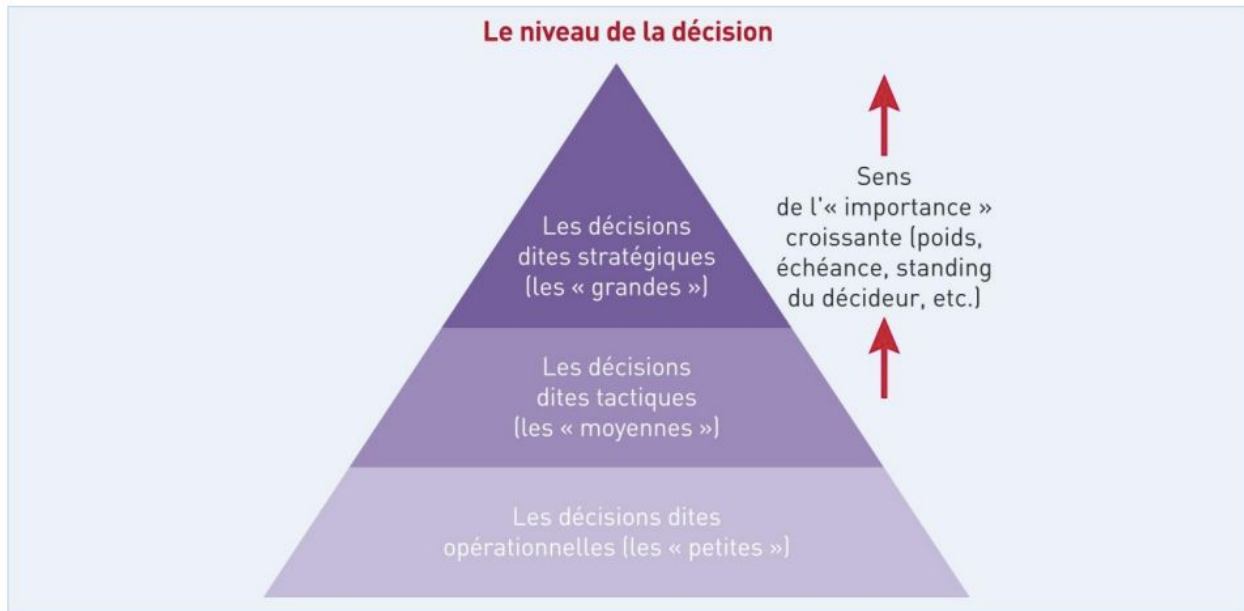 Le niveau de la décision
Les décisions
dites stratégiques
(les « grandes »)
Sens
de l'« importance »
croissante (poids,
échéance, standing
du décideur, etc.)
Les décisions
dites tactiques
(les « moyennes »)
Les décisions dites
opérationnelles (les « petites »)